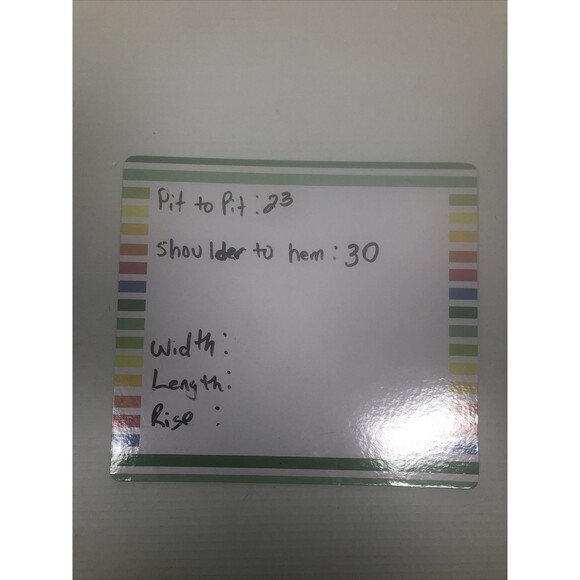 Pit to Pit : 23
shoulder to hem : 30
Width :
Length :
Rise :